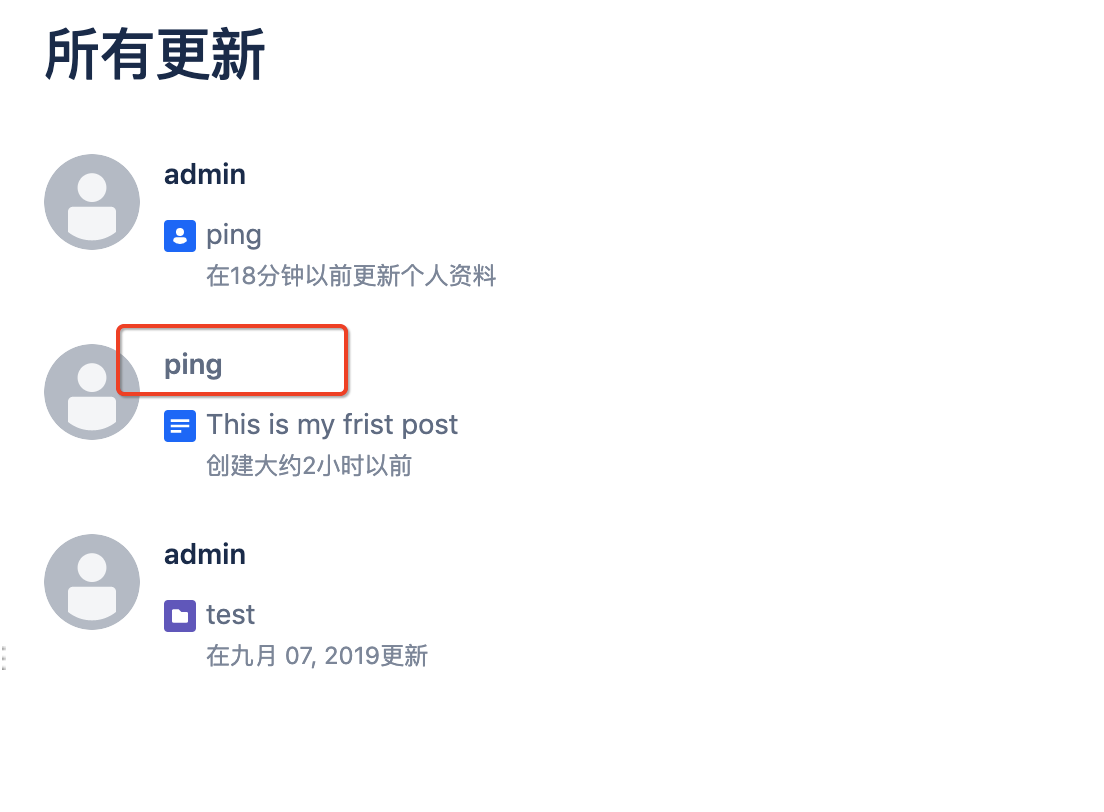 所有更新
admin
ping
在18分钟以前更新个人资料
ping
This is my frist post
创建大约2小时以前
admin
test
在九月 07, 2019更新